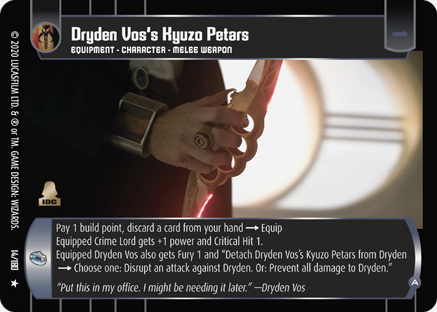 Dryden Vos's Kyuzo Petars
EQUIPMENT - CHARACTER - MELEE WEAPON
© 2020 LUCASFILM LTD. & ® or TM. GAME DESIGN: WIZARDS.
14/180
IDC
Pay 1 build point, discard a card from your hand → Equip
Equipped Crime Lord gets +1 power and Critical Hit 1.
Equipped Dryden Vos also gets Fury 1 and “Detach Dryden Vos's Kyuzo Petars from Dryden
→ Choose one: Disrupt an attack against Dryden. Or: Prevent all damage to Dryden.”
“Put this in my office. I might be needing it later.” —Dryden Vos
A